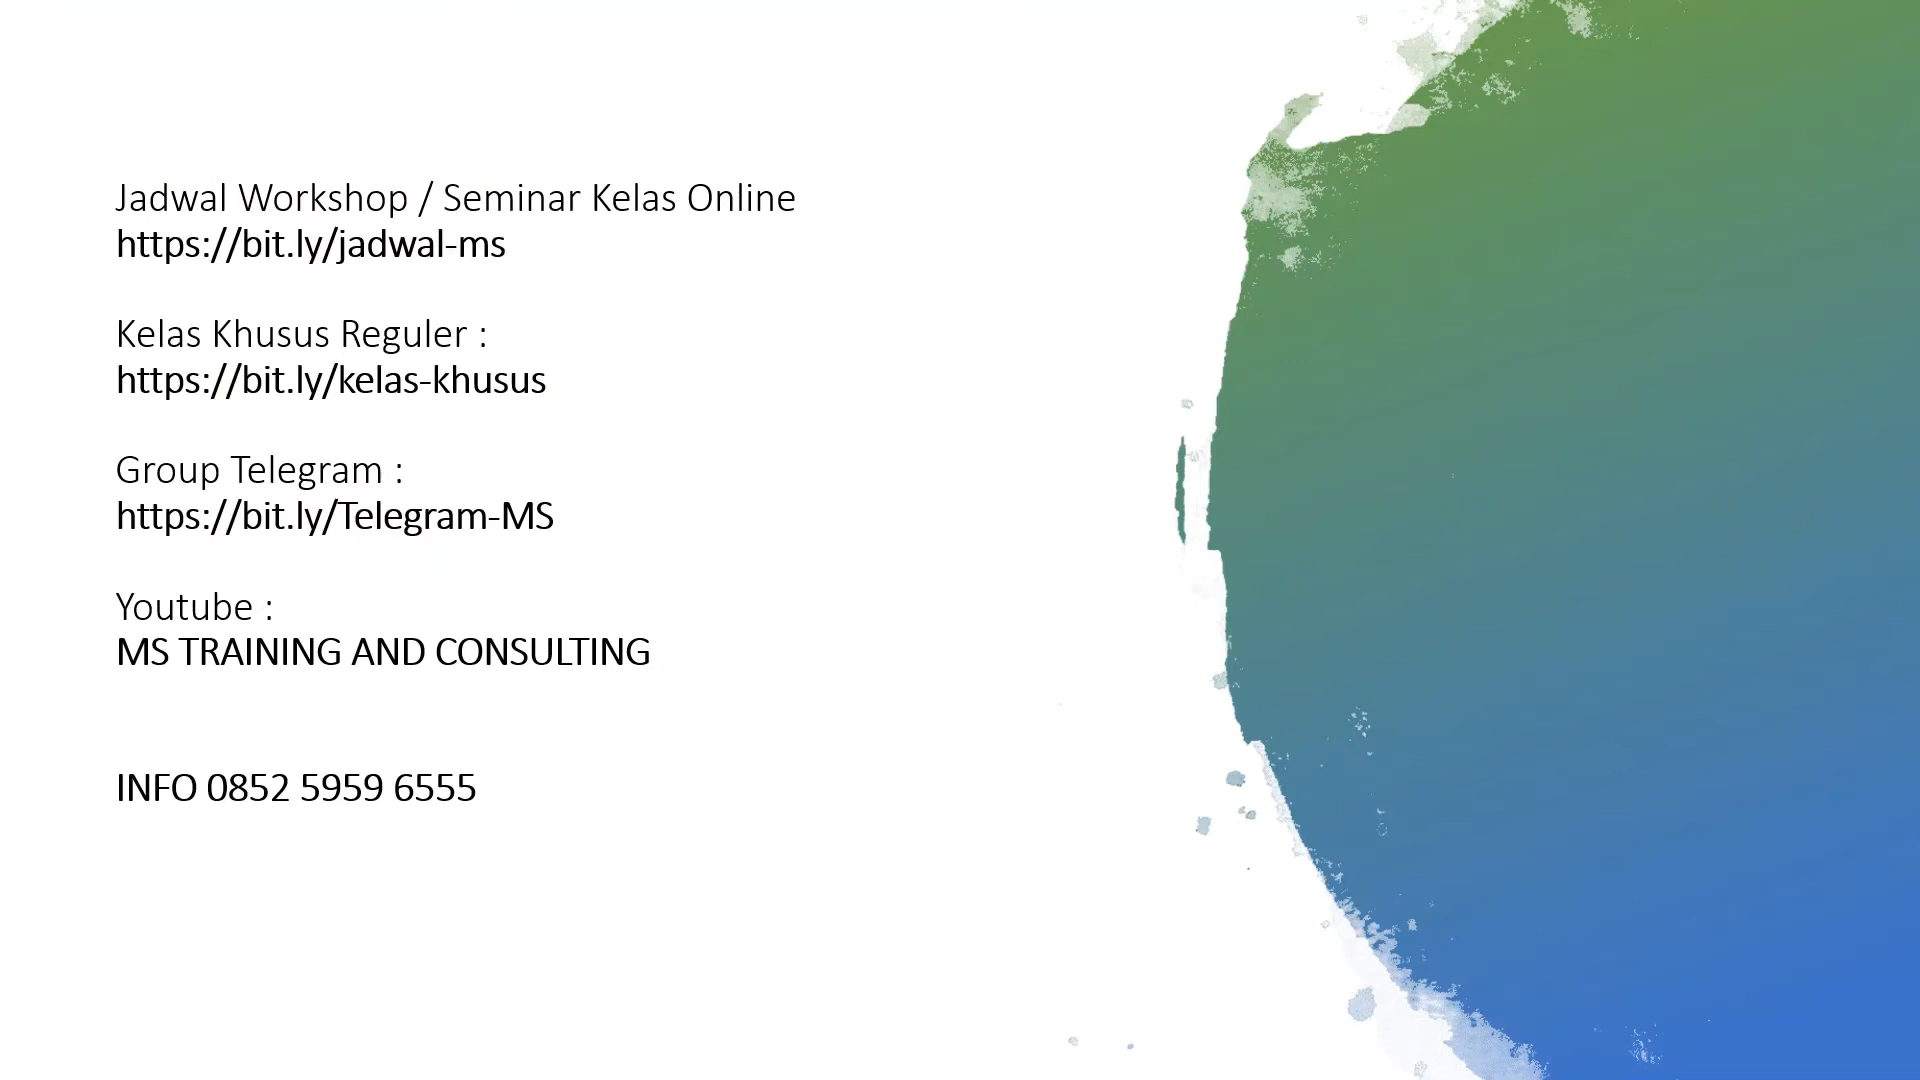 Jadwal Workshop / Seminar Kelas Online
https://bit.ly/jadwal-ms
Kelas Khusus Reguler :
https://bit.ly/kelas-khusus
Group Telegram :
https://bit.ly/Telegram-MS
Youtube :
MS TRAINING AND CONSULTING
INFO 0852 5959 6555